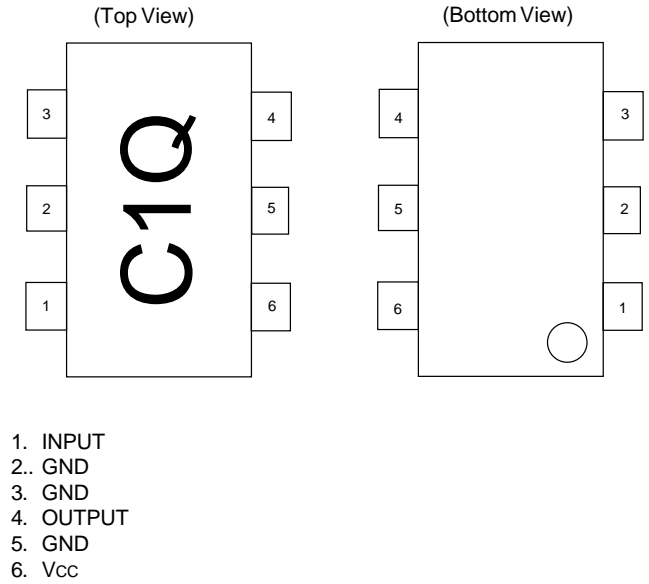 (Top View) (Bottom View)
3 4 4 3
2 5 5 2
1 6 6 1
C1Q
1. INPUT
2.. GND
3. GND
4. OUTPUT
5. GND
6. Vcc